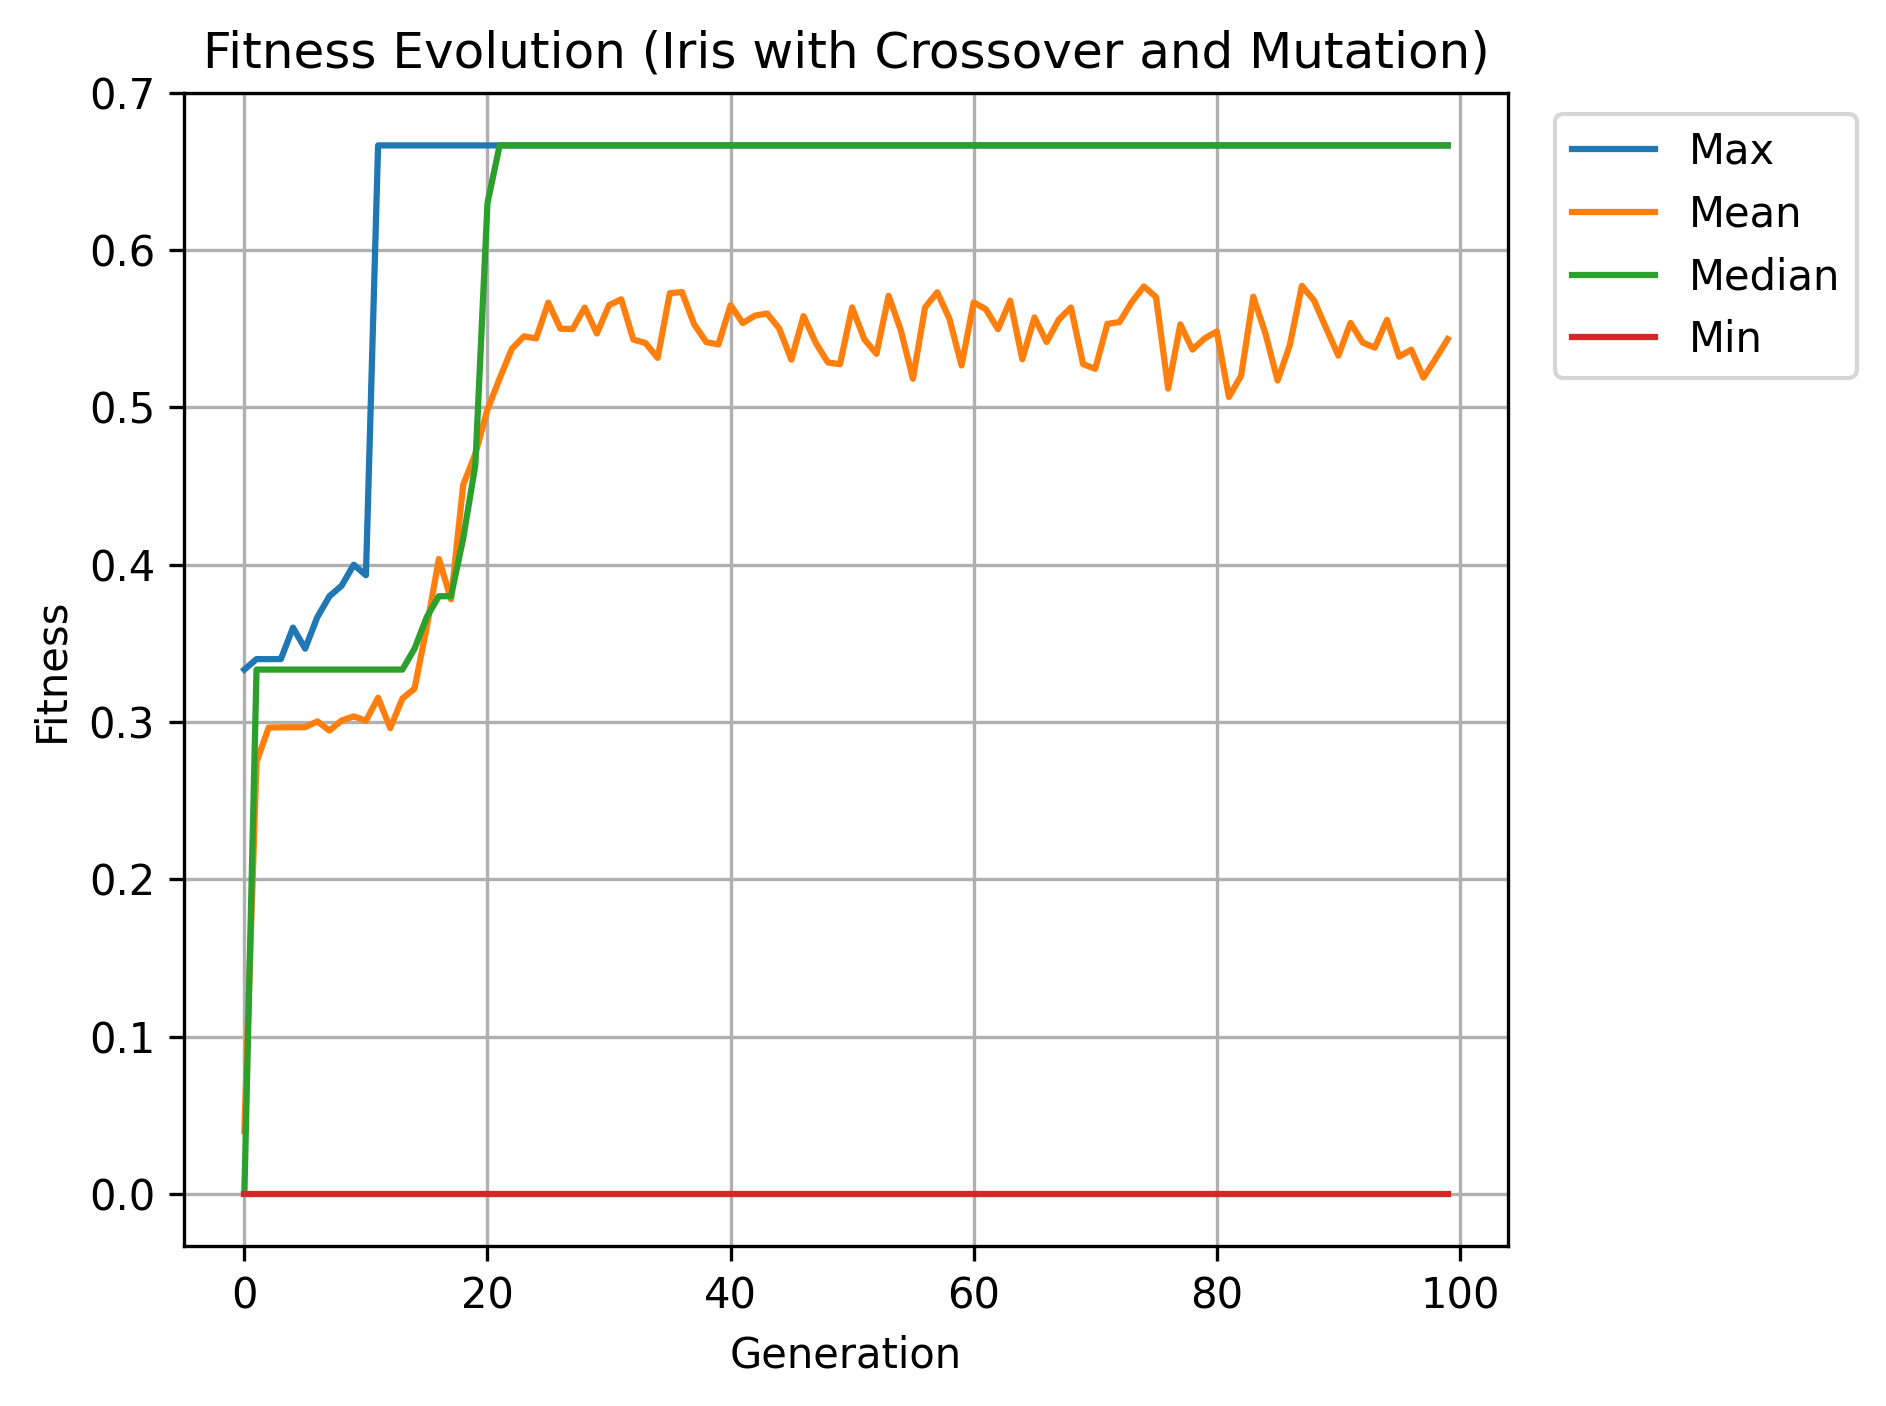 Fitness Evolution (Iris with Crossover and Mutation)
0.7
0.6
0.5
0.4
0.3
0.2
0.1
0.0
Fitness
0 20 40 60 80 100
Generation
Max
Mean
Median
Min